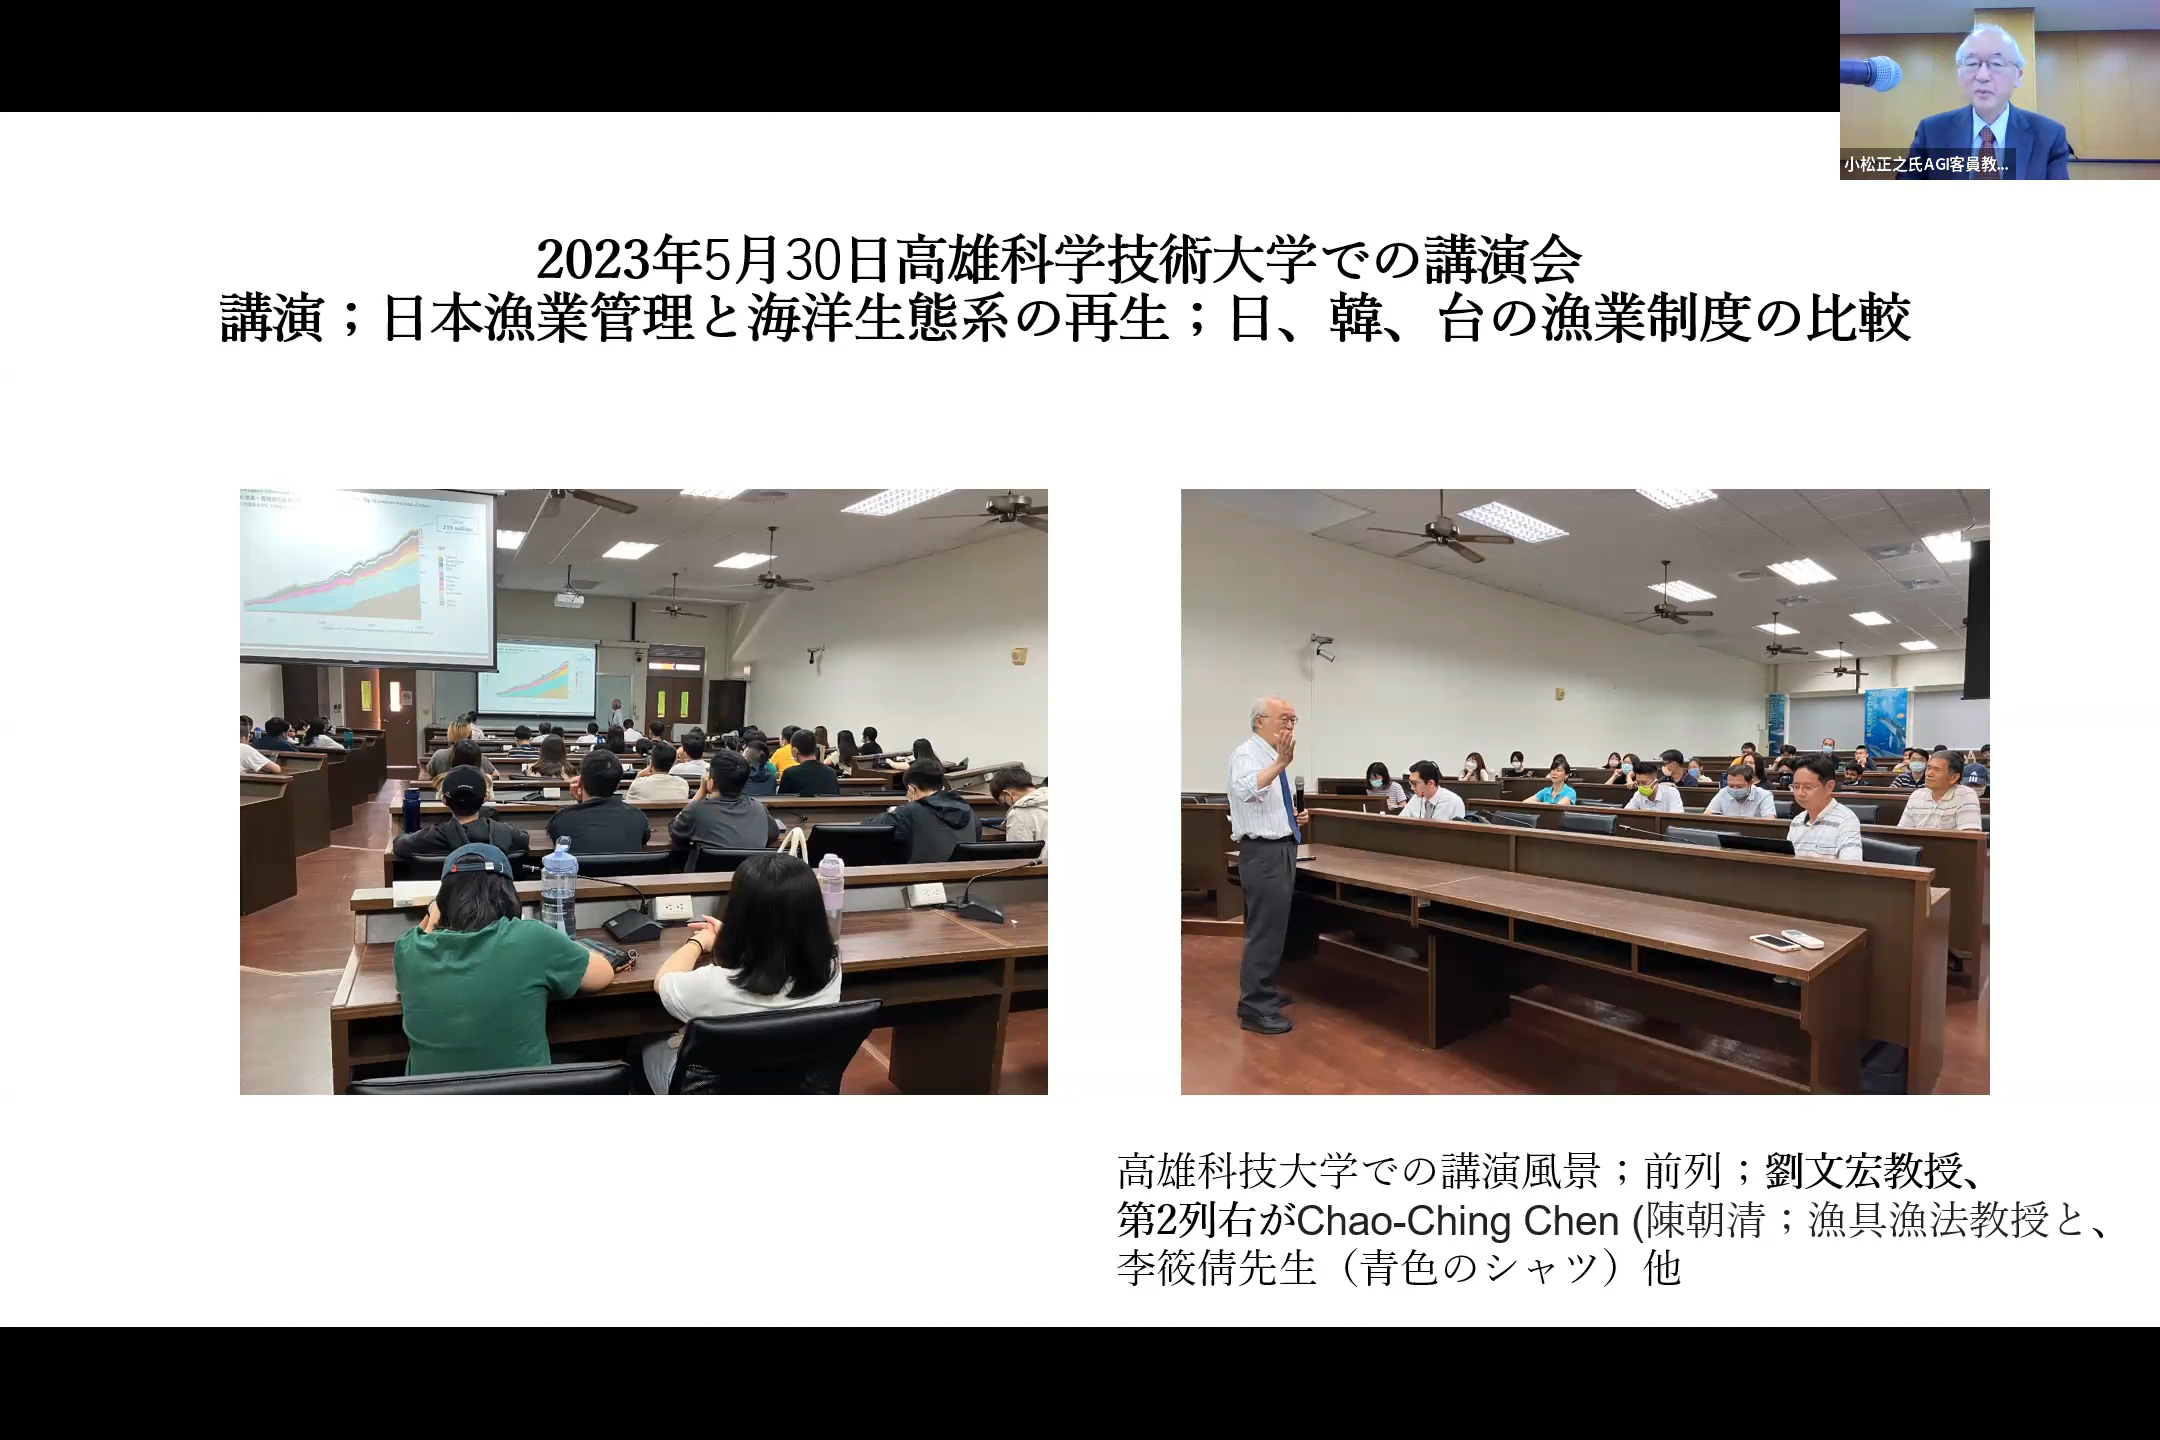 小松正之氏AGI客員教...
2023年5月30日高雄科学技術大学での講演会
講演；日本漁業管理と海洋生態系の再生；日、韓、台の漁業制度の比較
高雄科技大学での講演風景；前列；劉文宏教授、
第2列右がChao-Ching Chen (陳朝清；漁具漁法教授と、
李筱倩先生（青色のシャツ）他